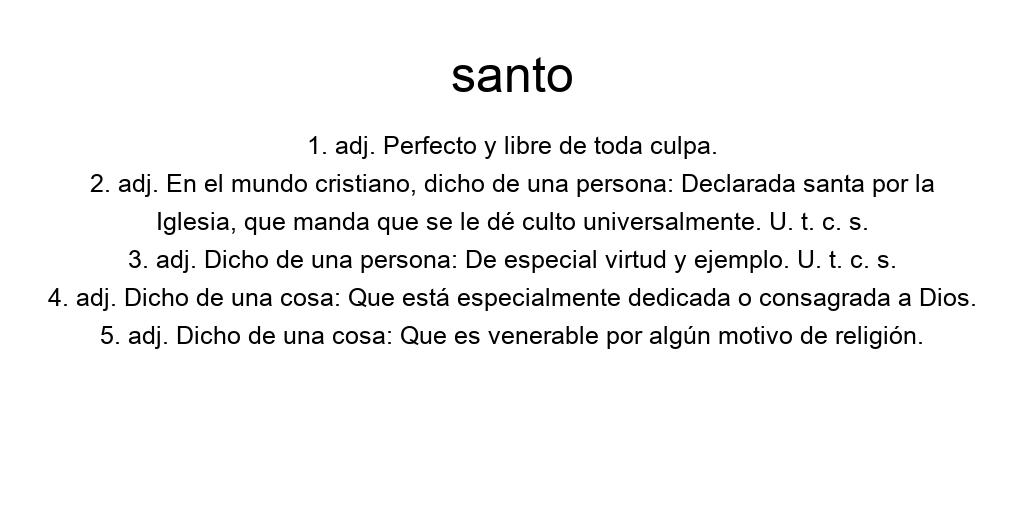 santo
1. adj. Perfecto y libre de toda culpa.
2. adj. En el mundo cristiano, dicho de una persona: Declarada santa por la
Iglesia, que manda que se le dé culto universalmente. U. t. c. s.
3. adj. Dicho de una persona: De especial virtud y ejemplo. U. t. c. s.
4. adj. Dicho de una cosa: Que está especialmente dedicada o consagrada a Dios.
5. adj. Dicho de una cosa: Que es venerable por algún motivo de religión.